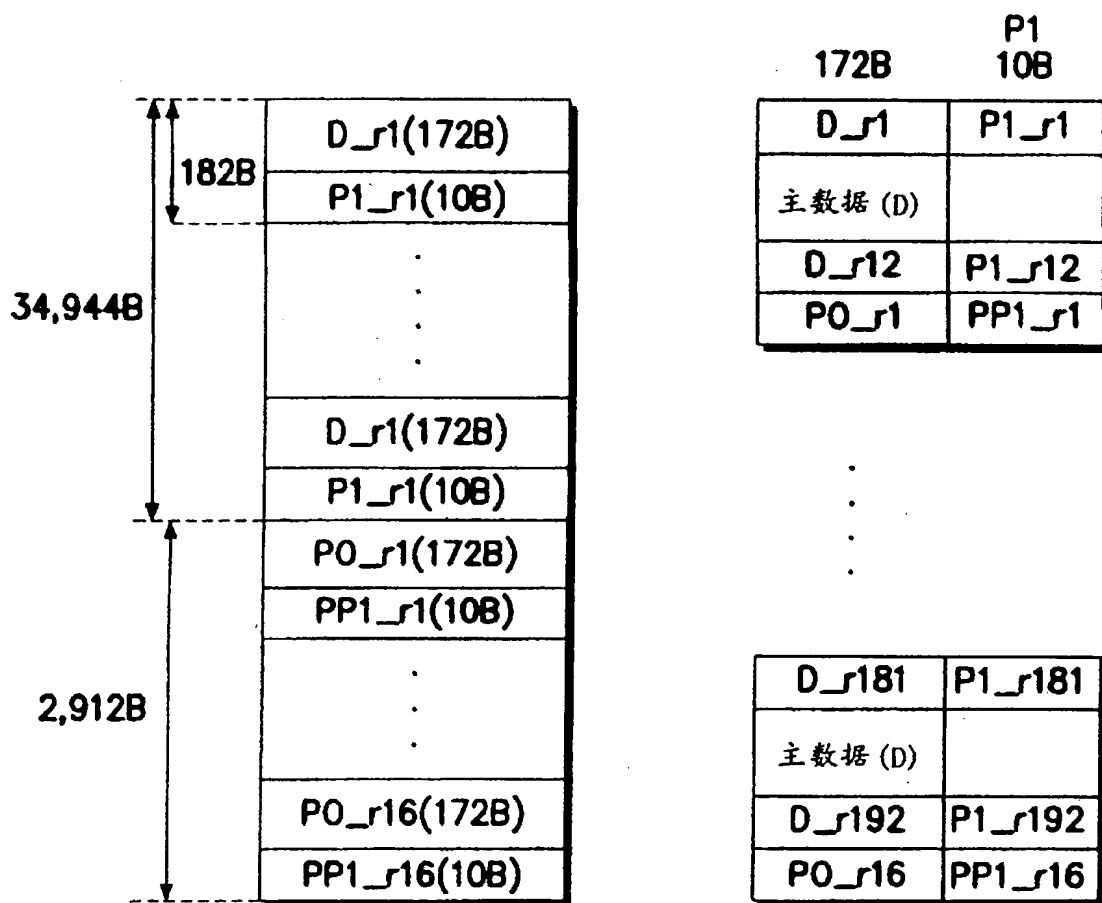 D_r1(172B)
182B
P1_r1(10B)
34,944B
D_r1(172B)
P1_r1(10B)
PO_r1(172B)
PP1_r1(10B)
2,912B
PO_r16(172B)
PP1_r16(10B)
P1
172B 10B
D_r1 P1_r1
主数据(D)
D_r12 P1_r12
PO_r1 PP1_r1
D_r181 P1_r181
主数据(D)
D_r192 P1_r192
PO_r16 PP1_r16